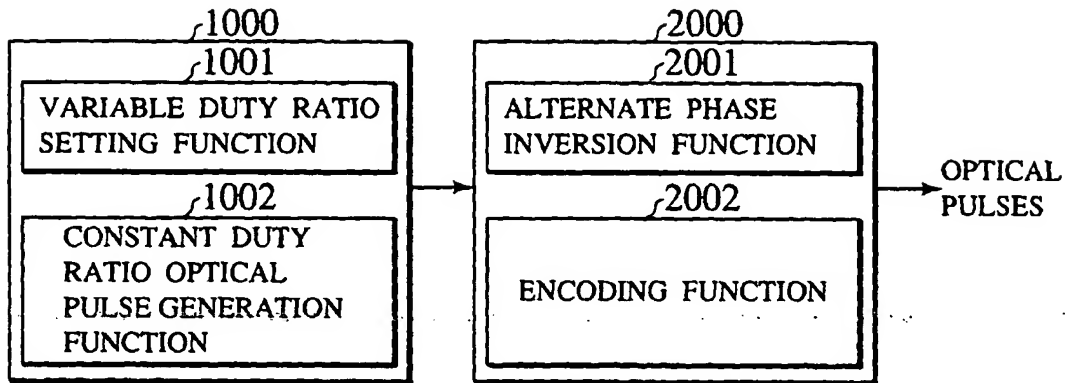 1000
1001
VARIABLE DUTY RATIO
SETTING FUNCTION
1002
CONSTANT DUTY
RATIO OPTICAL
PULSE GENERATION
FUNCTION
2000
2001
ALTERNATE PHASE
INVERSION FUNCTION
2002
ENCODING FUNCTION
OPTICAL
PULSES